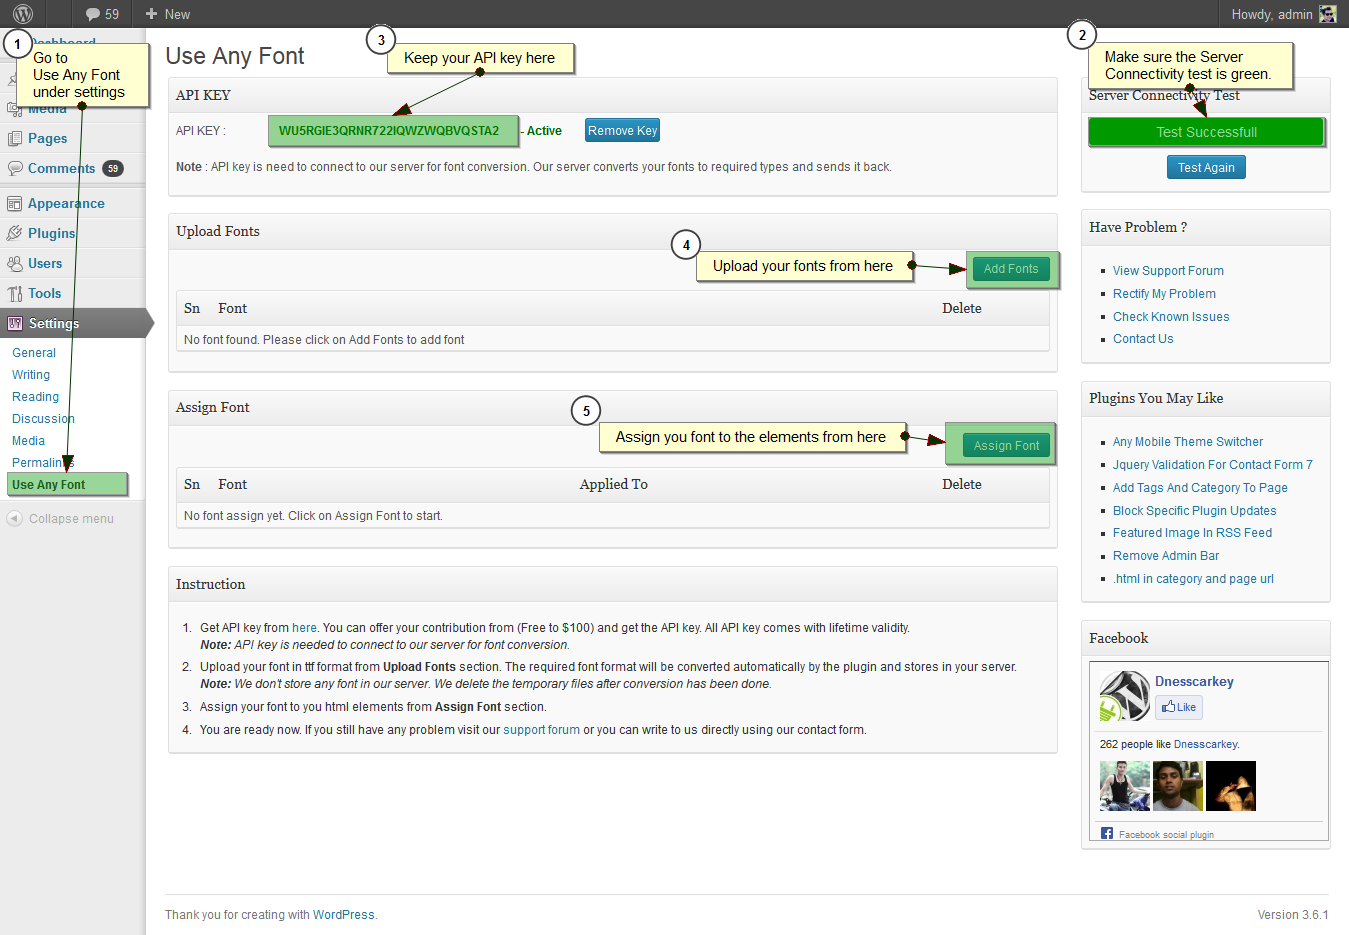 59
New
Howdy, admin
1
Go to
Use Any Font
under settings
Media
Pages
Comments 59
Appearance
Plugins
Users
Tools
Settings
General
Writing
Reading
Discussion
Media
Permalinks
Use Any Font
Collapse menu
Use Any Font
3
Keep your API key here
API KEY
API KEY :
WU5RGIE3QRNR722IQWZWQBVQSTA2
- Active
Remove Key
Note : API key is need to connect to our server for font conversion. Our server converts your fonts to required types and sends it back.
Upload Fonts
4
Upload your fonts from here
Add Fonts
Sn Font Delete
No font found. Please click on Add Fonts to add font
Assign Font
5
Assign you font to the elements from here
Assign Font
Sn Font Applied To Delete
No font assign yet. Click on Assign Font to start.
Instruction
1. Get API key from here. You can offer your contribution from (Free to $100) and get the API key. All API key comes with lifetime validity.
Note: API key is needed to connect to our server for font conversion.
2. Upload your font in ttf format from Upload Fonts section. The required font format will be converted automatically by the plugin and stores in your server.
Note: We don't store any font in our server. We delete the temporary files after conversion has been done.
3. Assign your font to you html elements from Assign Font section.
4. You are ready now. If you still have any problem visit our support forum or you can write to us directly using our contact form.
2
Make sure the Server
Connectivity test is green.
Server Connectivity Test
Test Successfull
Test Again
Have Problem ?
View Support Forum
Rectify My Problem
Check Known Issues
Contact Us
Plugins You May Like
Any Mobile Theme Switcher
Jquery Validation For Contact Form 7
Add Tags And Category To Page
Block Specific Plugin Updates
Featured Image In RSS Feed
Remove Admin Bar
.html in category and page url
Facebook
Dnesscarkey
Like
262 people like Dnesscarkey.
Facebook social plugin
Thank you for creating with WordPress.
Version 3.6.1